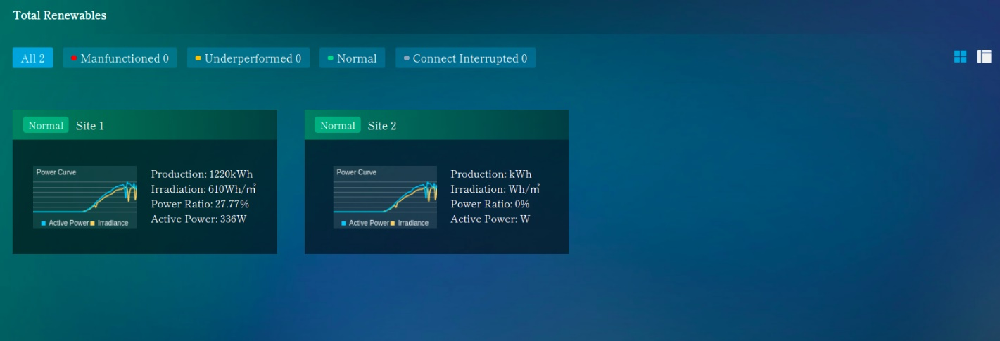 Total Renewables
All 2
Manfunctioned 0
Underperformed 0
Normal
Connect Interrupted 0
Normal Site 1
Power Curve
Active Power Irradiance
Production: 1220kWh
Irradiation: 610Wh/㎡
Power Ratio: 27.77%
Active Power: 336W
Normal Site 2
Power Curve
Active Power Irradiance
Production: kWh
Irradiation: Wh/㎡
Power Ratio: 0%
Active Power: W